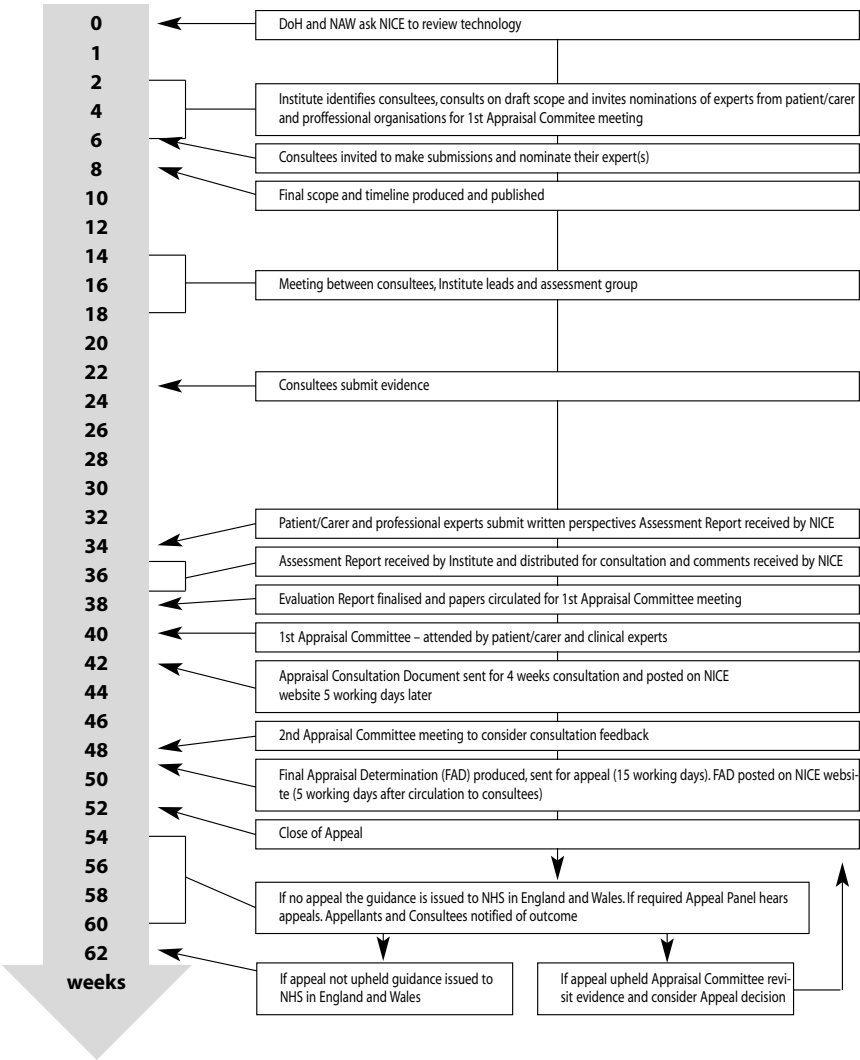 0
DoH and NAW ask NICE to review technology
1
2
Institute identifies consultees, consults on draft scope and invites nominations of experts from patient/carer
and proffessional organisations for 1st Appraisal Commitee meeting
4
6
Consultees invited to make submissions and nominate their expert(s)
8
Final scope and timeline produced and published
10
12
14
16
Meeting between consultees, Institute leads and assessment group
18
20
22
Consultees submit evidence
24
26
28
30
32
Patient/Carer and professional experts submit written perspectives Assessment Report received by NICE
34
Assessment Report received by Institute and distributed for consultation and comments received by NICE
36
38
Evaluation Report finalised and papers circulated for 1st Appraisal Committee meeting
40
1st Appraisal Committee – attended by patient/carer and clinical experts
42
Appraisal Consultation Document sent for 4 weeks consultation and posted on NICE
website 5 working days later
44
46
2nd Appraisal Committee meeting to consider consultation feedback
48
Final Appraisal Determination (FAD) produced, sent for appeal (15 working days). FAD posted on NICE websi-
te (5 working days after circulation to consultees)
50
52
Close of Appeal
54
56
If no appeal the guidance is issued to NHS in England and Wales. If required Appeal Panel hears
appeals. Appellants and Consultees notified of outcome
58
60
62
weeks
If appeal not upheld guidance issued to
NHS in England and Wales
If appeal upheld Appraisal Committee revi-
sit evidence and consider Appeal decision